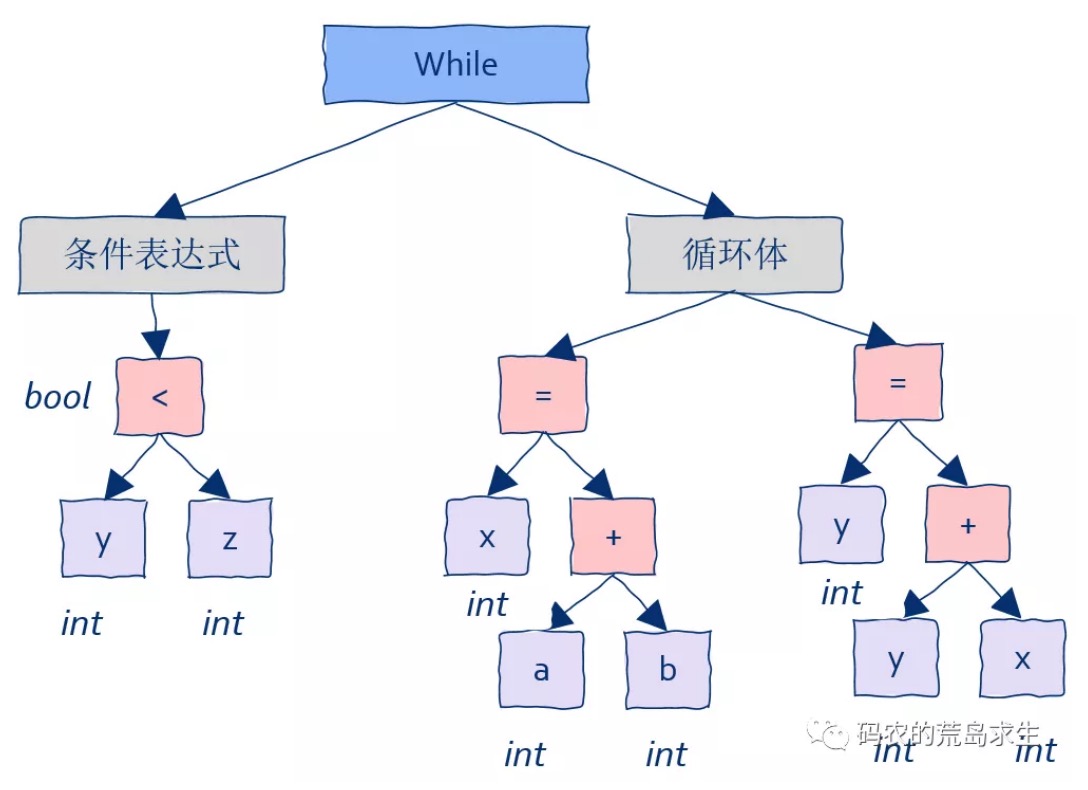 While
条件表达式
循环体
bool
<
=
=
y
z
x
+
y
+
int
int
int
int
a
b
y
x
码农的荒岛求生
int
int
int
int